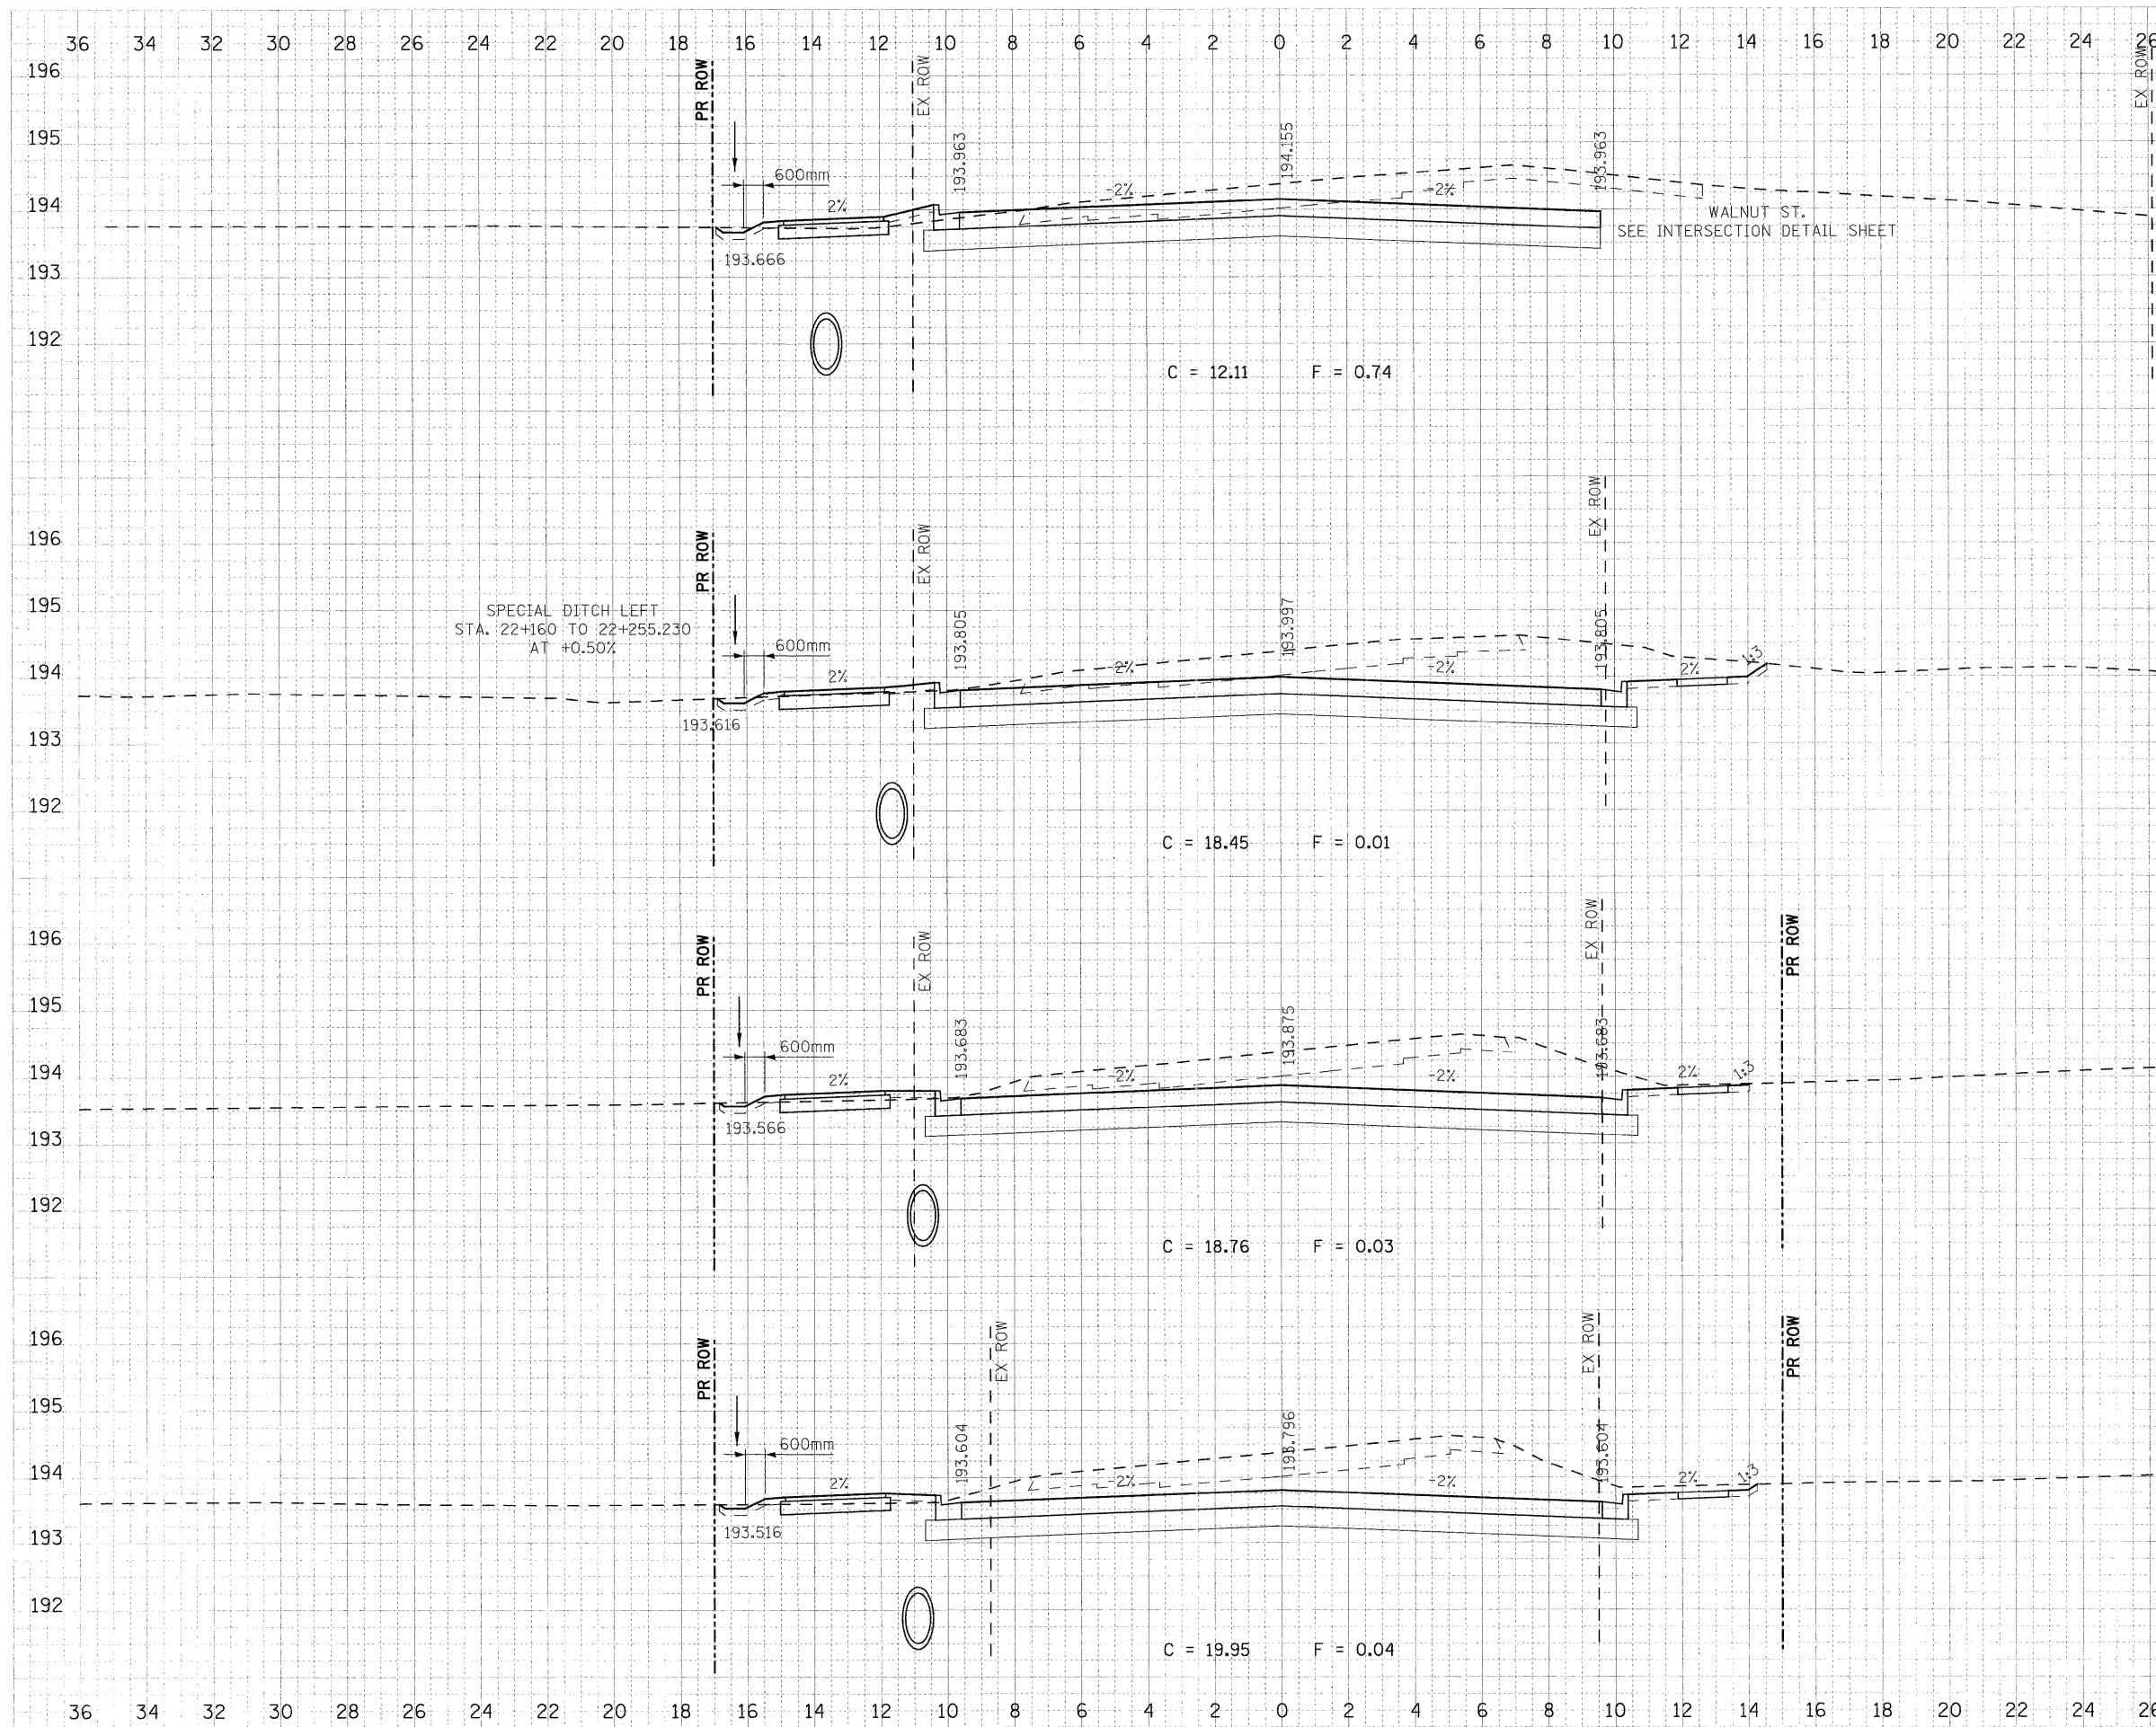 36 34 32 30 28 26 24 22 20 18 16 14 12 10 8 6 4 2 0 2 4 6 8 10 12 14 16 18 20 22 24 26
196
PR ROW
EX ROW
EX ROW
195
193.963
194.155
193.963
600mm
-2%
-2%
194
2%
WALNUT ST.
SEE INTERSECTION DETAIL SHEET
193.666
193
192
C = 12.11 F = 0.74
196
PR ROW
EX ROW
EX ROW
195
SPECIAL DITCH LEFT
STA. 22+160 TO 22+255.230
AT +0.50%
193.805
193.997
193.805
600mm
194
2%
-2%
-2%
2%
1:3
193.616
193
192
C = 18.45 F = 0.01
196
PR ROW
EX ROW
EX ROW
PR ROW
195
193.683
193.875
193.683
600mm
194
2%
-2%
-2%
2%
1:3
193.566
193
192
C = 18.76 F = 0.03
196
PR ROW
EX ROW
EX ROW
PR ROW
195
193.604
193.796
193.604
600mm
194
2%
-2%
-2%
2%
1:3
193.516
193
192
C = 19.95 F = 0.04
36 34 32 30 28 26 24 22 20 18 16 14 12 10 8 6 4 2 0 2 4 6 8 10 12 14 16 18 20 22 24 26